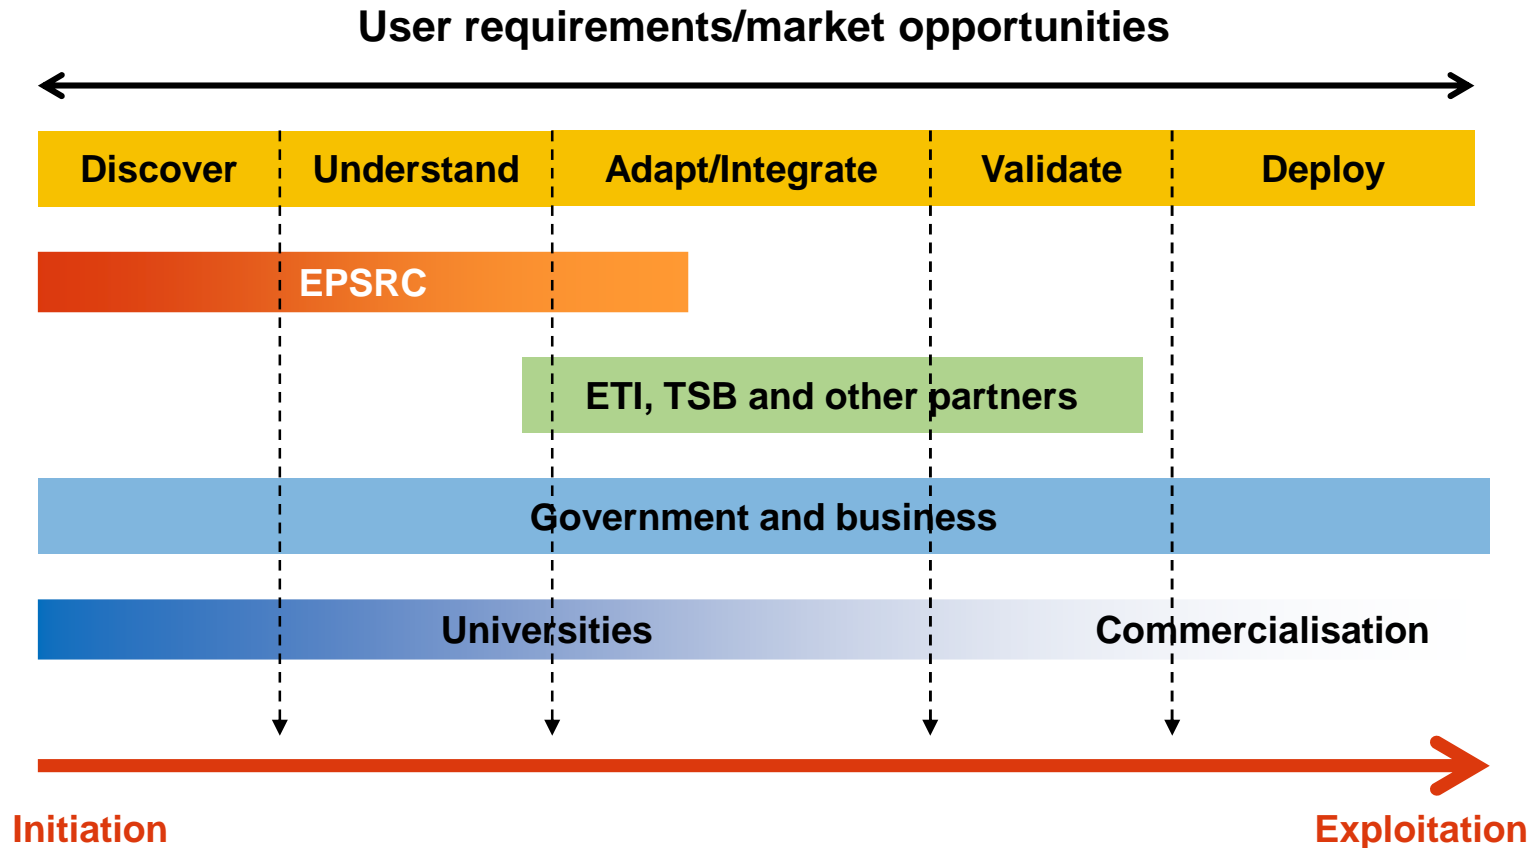 User requirements/market opportunities
Discover
Understand
Adapt/Integrate
Validate
Deploy
EPSRC
ETI, TSB and other partners
Government and business
Universities
Commercialisation
Initiation
Exploitation